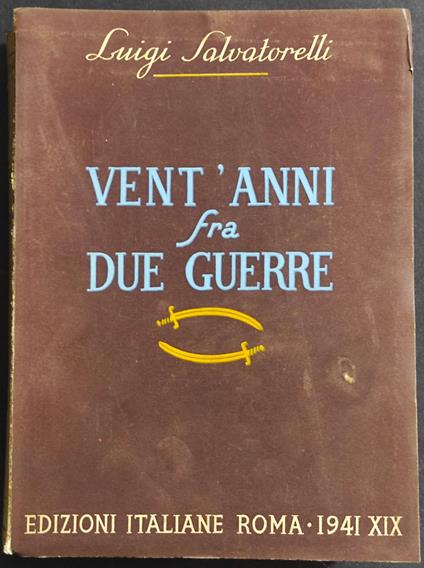 Luigi Salvatorelli
VENT'ANNI
fra
DUE GUERRE
EDIZIONI ITALIANE ROMA · 1941 XIX